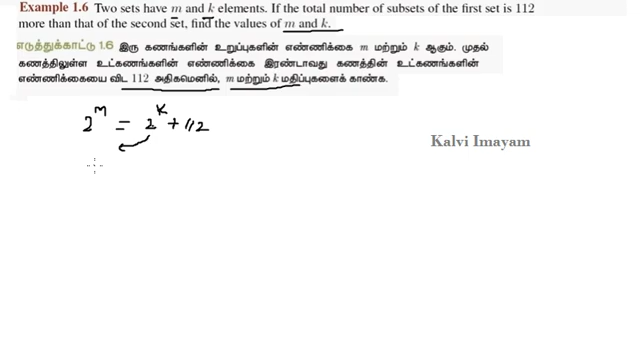 Example 1.6 Two sets have m and k elements. If the total number of subsets of the first set is 112
more than that of the second set, find the values of m and k.
எடுத்துக்காட்டு 1.6 இரு கணங்களின் உறுப்புகளின் எண்ணிக்கை m மற்றும் k ஆகும். முதல்
கணத்திலுள்ள உட்கணங்களின் எண்ணிக்கை இரண்டாவது கணத்தின் உட்கணங்களின்
எண்ணிக்கையை விட 112 அதிகமெனில், m மற்றும் k மதிப்புகளைக் காண்க.
2^m = 2^k + 112
Kalvi Imayam